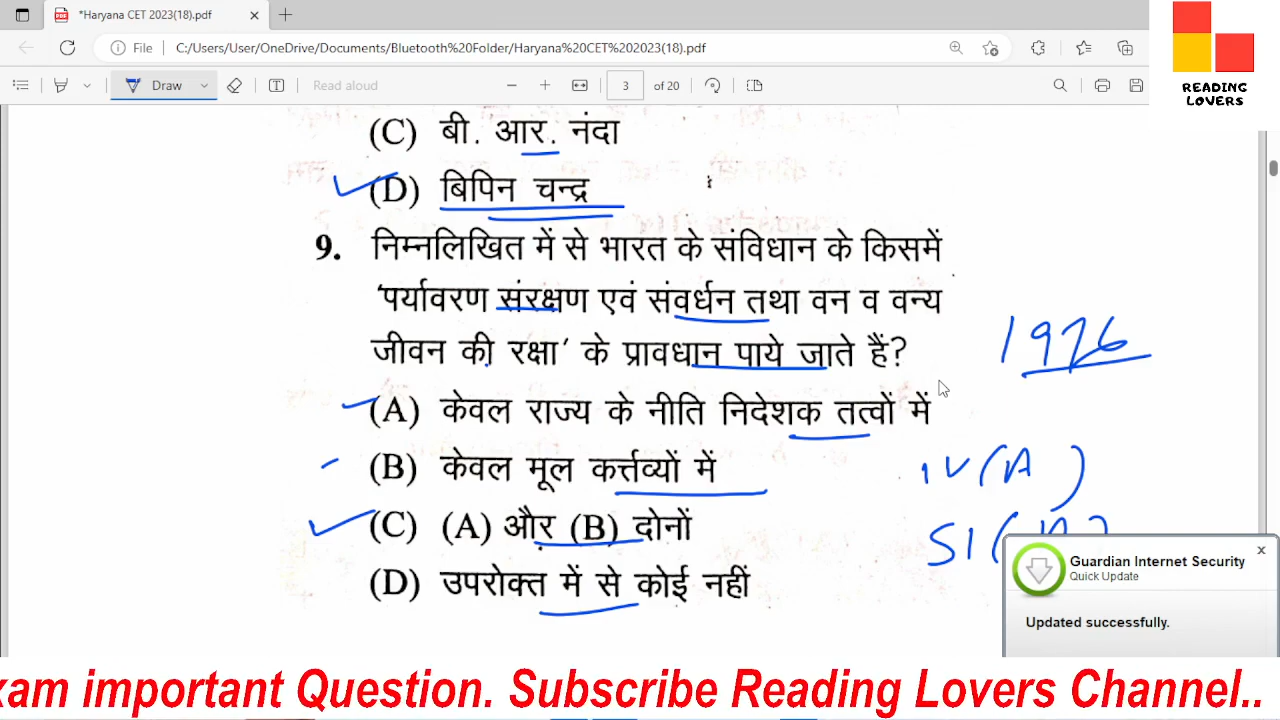 *Haryana CET 2023(18).pdf
File
C:/Users/User/OneDrive/Documents/Bluetooth%20Folder/Haryana%20CET%202023(18).pdf
Draw
Read aloud
3
of 20
READING
LOVERS
(C) बी. आर. नंदा
(D) बिपिन चन्द्र
9. निम्नलिखित में से भारत के संविधान के किसमें
'पर्यावरण संरक्षण एवं संवर्धन तथा वन व वन्य
जीवन की रक्षा' के प्रावधान पाये जाते हैं?
1976
(A) केवल राज्य के नीति निदेशक तत्वों में
(B) केवल मूल कर्त्तव्यों में
IV (A)
(C) (A) और (B) दोनों
51 (A)
(D) उपरोक्त में से कोई नहीं
Guardian Internet Security
Quick Update
Updated successfully.
xam important Question. Subscribe Reading Lovers Channel..